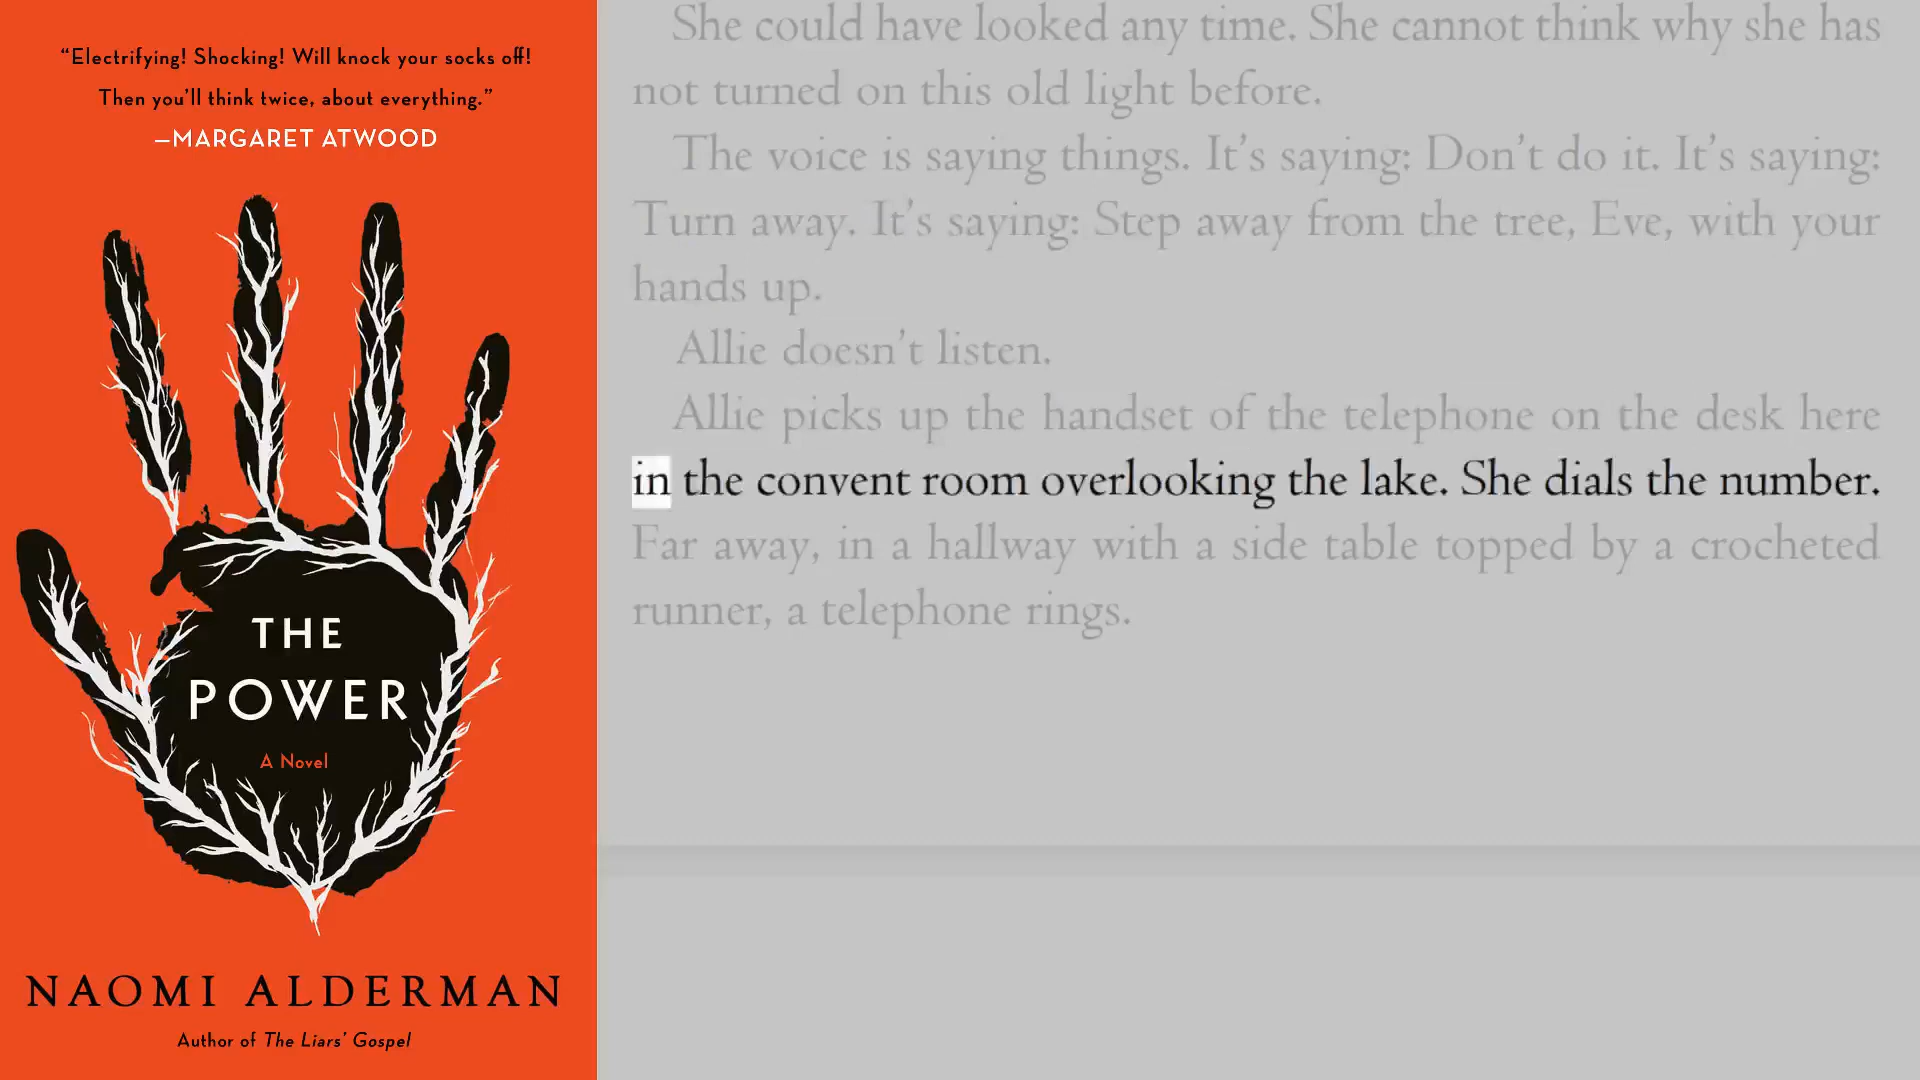 “Electrifying! Shocking! Will knock your socks off!
Then you’ll think twice, about everything.”
—MARGARET ATWOOD
THE
POWER
A Novel
NAOMI ALDERMAN
Author of The Liars’ Gospel
She could have looked any time. She cannot think why she has
not turned on this old light before.
The voice is saying things. It’s saying: Don’t do it. It’s saying:
Turn away. It’s saying: Step away from the tree, Eve, with your
hands up.
Allie doesn’t listen.
Allie picks up the handset of the telephone on the desk here
in the convent room overlooking the lake. She dials the number.
Far away, in a hallway with a side table topped by a crocheted
runner, a telephone rings.